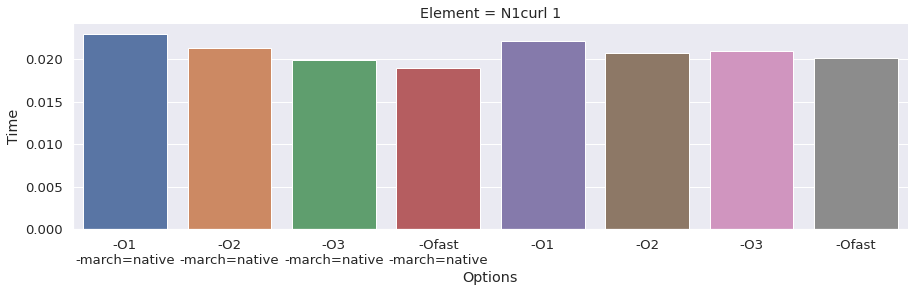 Element = N1curl 1
Time
0.020
0.015
0.010
0.005
0.000
-O1 -O2 -O3 -Ofast -O1 -O2 -O3 -Ofast
-march=native -march=native -march=native -march=native
Options